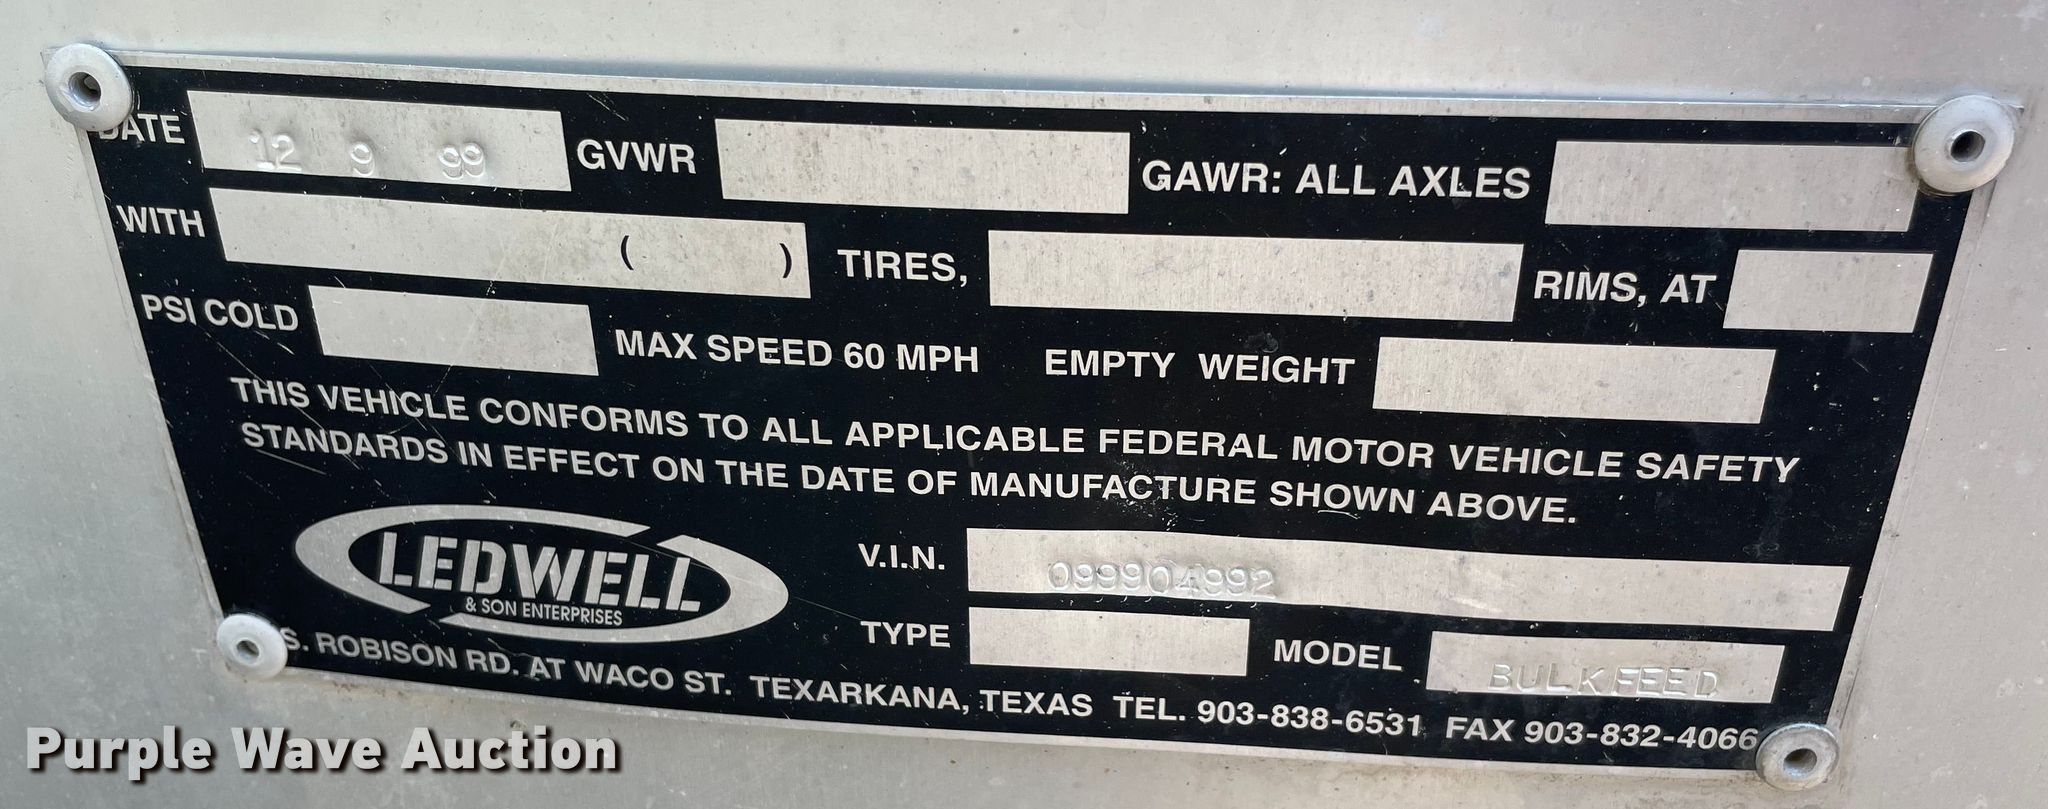 DATE 12 9 99 GVWR GAWR: ALL AXLES
WITH ( ) TIRES, RIMS, AT
PSI COLD MAX SPEED 60 MPH EMPTY WEIGHT
THIS VEHICLE CONFORMS TO ALL APPLICABLE FEDERAL MOTOR VEHICLE SAFETY
STANDARDS IN EFFECT ON THE DATE OF MANUFACTURE SHOWN ABOVE.
LEDWELL
& SON ENTERPRISES
V.I.N. 099904992
TYPE MODEL BULKFEED
S. ROBISON RD. AT WACO ST. TEXARKANA, TEXAS TEL. 903-838-6531 FAX 903-832-4066
Purple Wave Auction